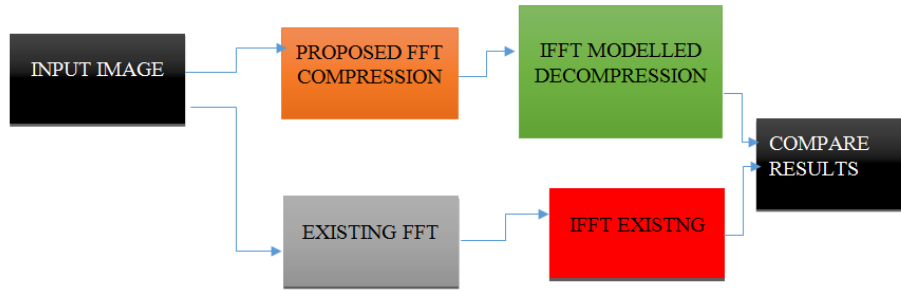 INPUT IMAGE
PROPOSED FFT
COMPRESSION
IFFT MODELLED
DECOMPRESSION
COMPARE
RESULTS
EXISTING FFT
IFFT EXISTNG